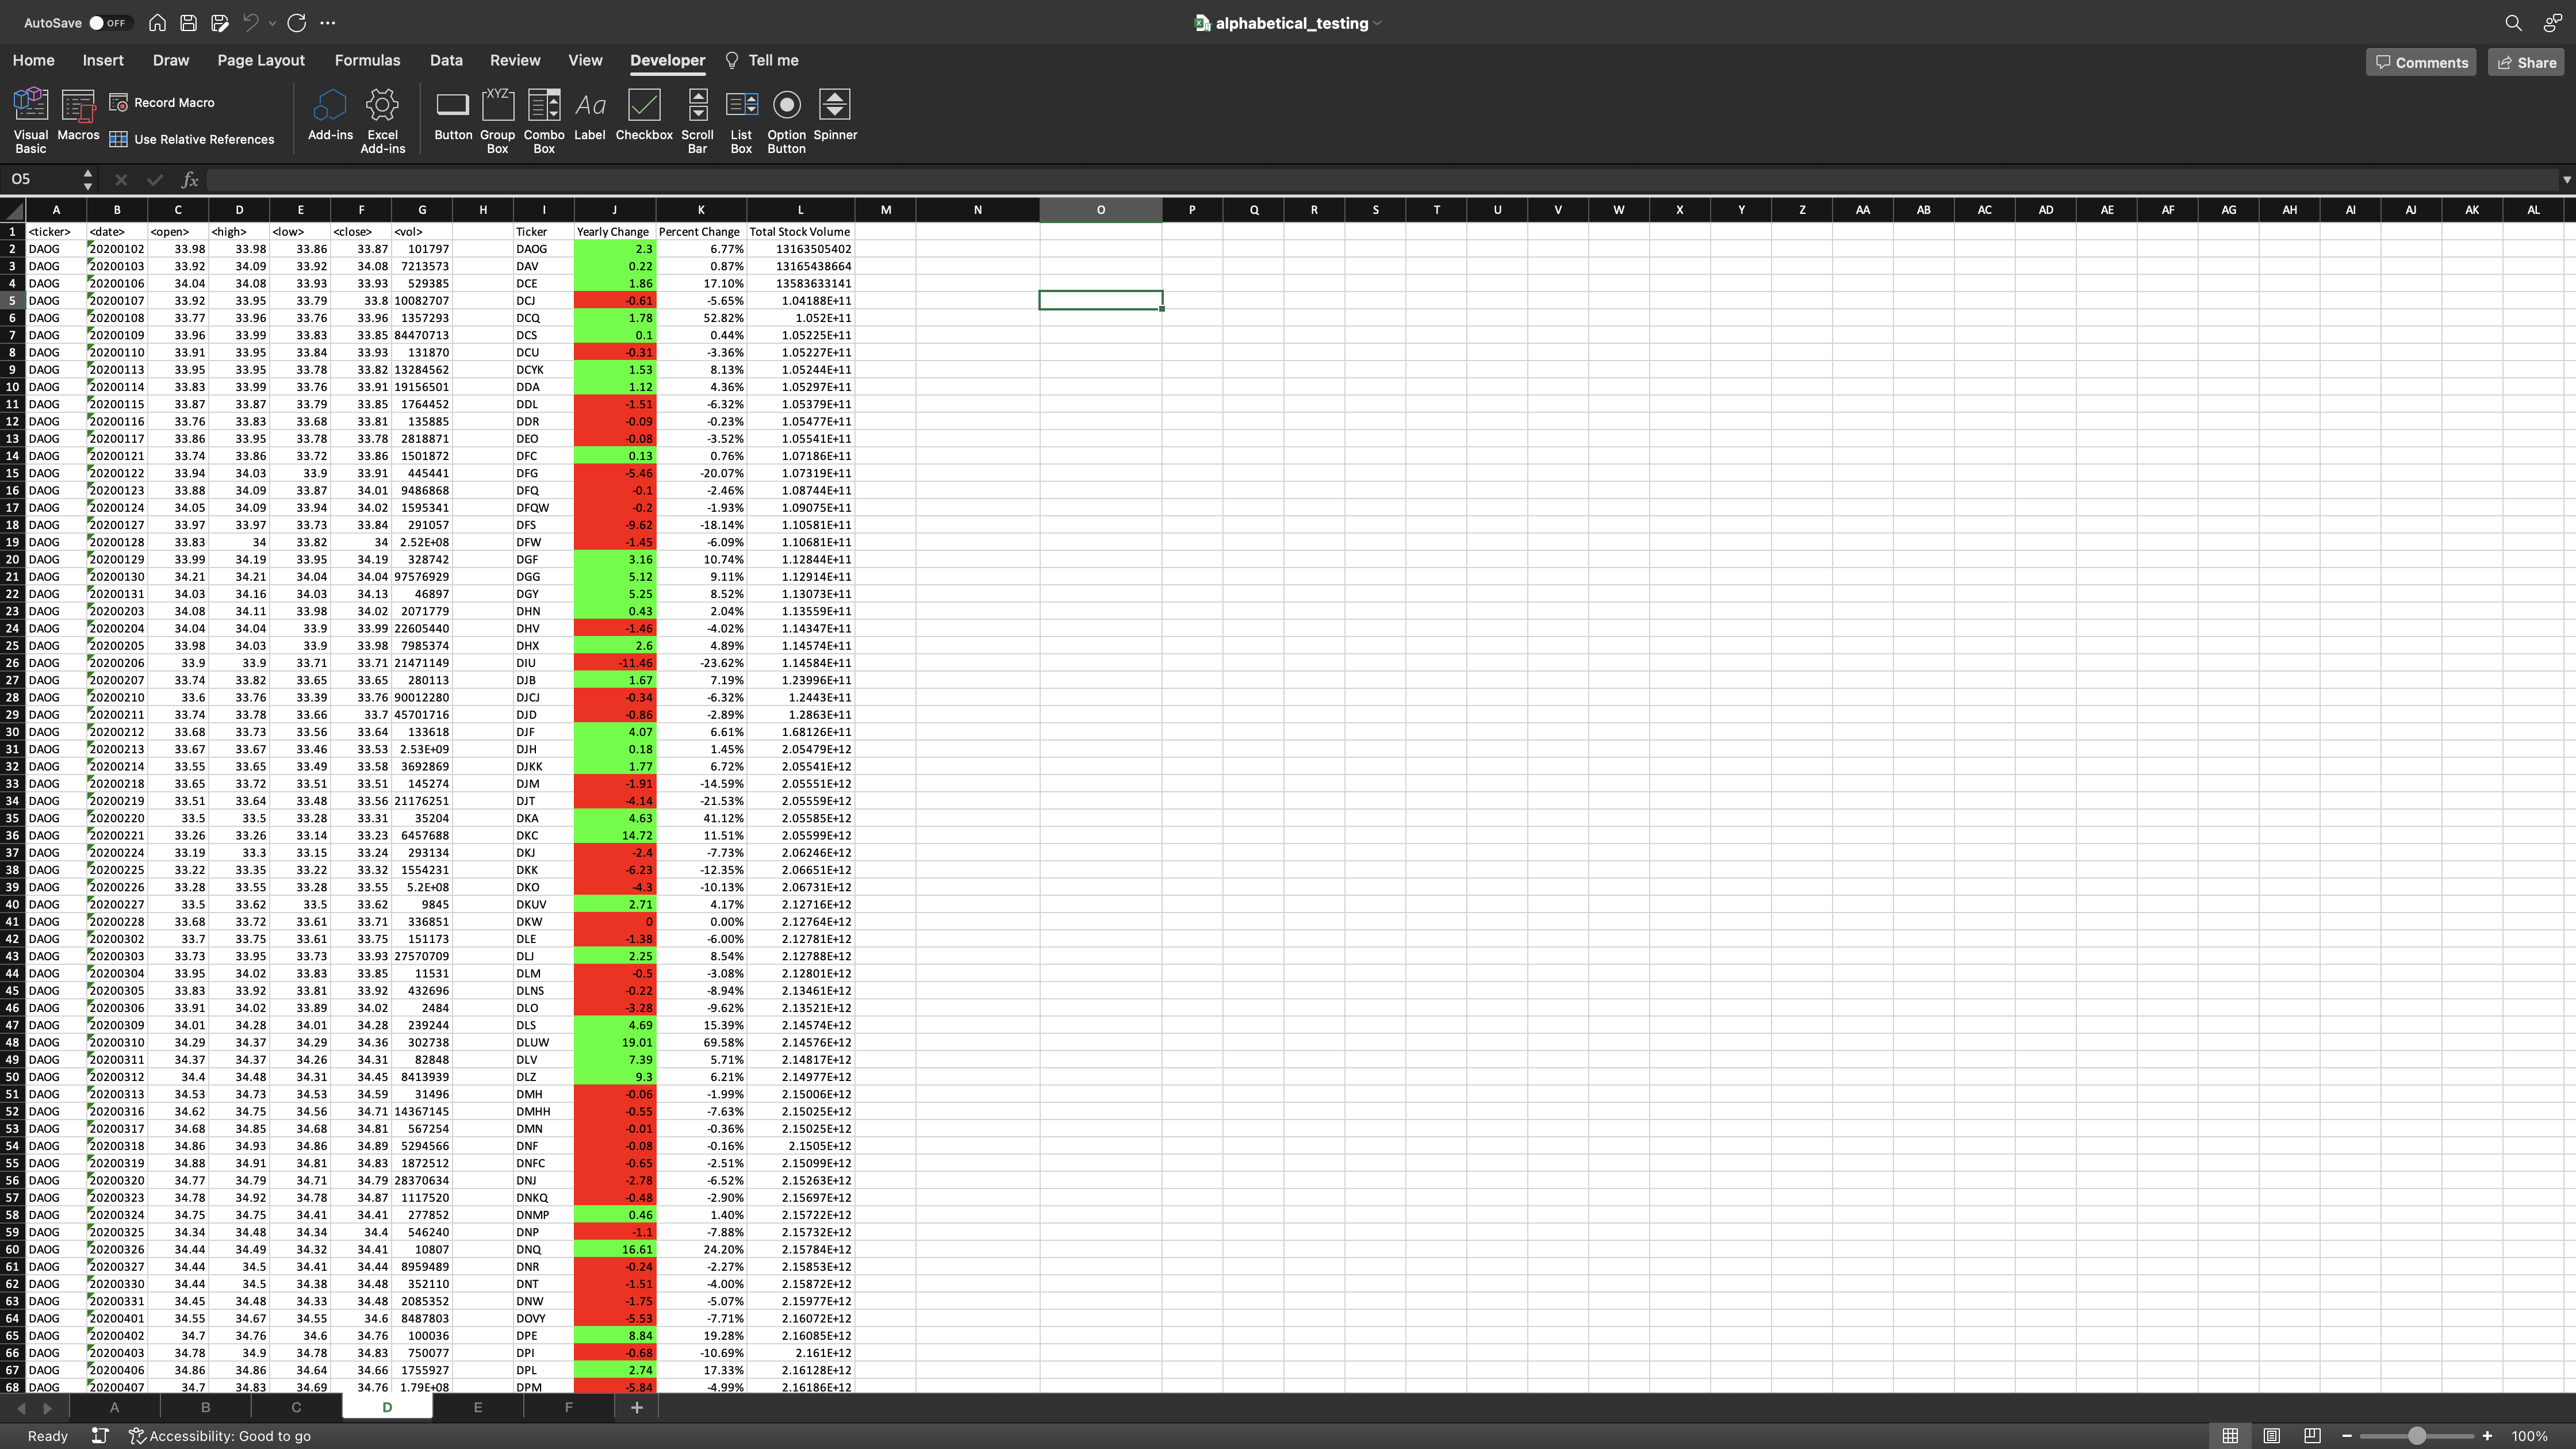 AutoSave OFF alphabetical_testing
Home Insert Draw Page Layout Formulas Data Review View Developer Tell me Comments Share
Record Macro
Use Relative References
Visual Basic Macros Add-ins Excel Add-ins Button Group Box Combo Box Label Checkbox Scroll Bar List Box Option Button Spinner
O5 fx
A B C D E F G H I J K L M N O P Q R S T U V W X Y Z AA AB AC AD AE AF AG AH AI AJ AK AL
1 <ticker> <date> <open> <high> <low> <close> <vol> Ticker Yearly Change Percent Change Total Stock Volume
2 DAOG 20200102 33.98 33.98 33.86 33.87 101797 DAOG 2.3 6.77% 13163505402
3 DAOG 20200103 33.92 34.09 33.92 34.08 7213573 DAV 0.22 0.87% 13165438664
4 DAOG 20200106 34.04 34.08 33.93 33.93 529385 DCE 1.86 17.10% 13583633141
5 DAOG 20200107 33.92 33.95 33.79 33.8 10082707 DCJ -0.61 -5.65% 1.04188E+11
6 DAOG 20200108 33.77 33.96 33.76 33.96 1357293 DCQ 1.78 52.82% 1.052E+11
7 DAOG 20200109 33.96 33.99 33.83 33.85 84470713 DCS 0.1 0.44% 1.05225E+11
8 DAOG 20200110 33.91 33.95 33.84 33.93 131870 DCU -0.31 -3.36% 1.05227E+11
9 DAOG 20200113 33.95 33.95 33.78 33.82 13284562 DCYK 1.53 8.13% 1.05244E+11
10 DAOG 20200114 33.83 33.99 33.76 33.91 19156501 DDA 1.12 4.36% 1.05297E+11
11 DAOG 20200115 33.87 33.87 33.79 33.85 1764452 DDL -1.51 -6.32% 1.05379E+11
12 DAOG 20200116 33.76 33.83 33.68 33.81 135885 DDR -0.09 -0.23% 1.05477E+11
13 DAOG 20200117 33.86 33.95 33.78 33.78 2818871 DEO -0.08 -3.52% 1.05541E+11
14 DAOG 20200121 33.74 33.86 33.72 33.86 1501872 DFC 0.13 0.76% 1.07186E+11
15 DAOG 20200122 33.94 34.03 33.9 33.91 445441 DFG -5.46 -20.07% 1.07319E+11
16 DAOG 20200123 33.88 34.09 33.87 34.01 9486868 DFQ -0.1 -2.46% 1.08744E+11
17 DAOG 20200124 34.05 34.09 33.94 34.02 1595341 DFQW -0.2 -1.93% 1.09075E+11
18 DAOG 20200127 33.97 33.97 33.73 33.84 291057 DFS -9.62 -18.14% 1.10581E+11
19 DAOG 20200128 33.83 34 33.82 34 2.52E+08 DFW -1.45 -6.09% 1.10681E+11
20 DAOG 20200129 33.99 34.19 33.95 34.19 328742 DGF 3.16 10.74% 1.12844E+11
21 DAOG 20200130 34.21 34.21 34.04 34.04 97576929 DGG 5.12 9.11% 1.12914E+11
22 DAOG 20200131 34.03 34.16 34.03 34.13 46897 DGY 5.25 8.52% 1.13073E+11
23 DAOG 20200203 34.08 34.11 33.98 34.02 2071779 DHN 0.43 2.04% 1.13559E+11
24 DAOG 20200204 34.04 34.04 33.9 33.99 22605440 DHV -1.46 -4.02% 1.14347E+11
25 DAOG 20200205 33.98 34.03 33.9 33.98 7985374 DHX 2.6 4.89% 1.14574E+11
26 DAOG 20200206 33.9 33.9 33.71 33.71 21471149 DIU -11.46 -23.62% 1.14584E+11
27 DAOG 20200207 33.74 33.82 33.65 33.65 280113 DJB 1.67 7.19% 1.23996E+11
28 DAOG 20200210 33.6 33.76 33.39 33.76 90012280 DJCJ -0.34 -6.32% 1.2443E+11
29 DAOG 20200211 33.74 33.78 33.66 33.7 45701716 DJD -0.86 -2.89% 1.2863E+11
30 DAOG 20200212 33.68 33.73 33.56 33.64 133618 DJF 4.07 6.61% 1.68126E+11
31 DAOG 20200213 33.67 33.67 33.46 33.53 2.53E+09 DJH 0.18 1.45% 2.05479E+12
32 DAOG 20200214 33.55 33.65 33.49 33.58 3692869 DJKK 1.77 6.72% 2.05541E+12
33 DAOG 20200218 33.65 33.72 33.51 33.51 145274 DJM -1.91 -14.59% 2.05551E+12
34 DAOG 20200219 33.51 33.64 33.48 33.56 21176251 DJT -4.14 -21.53% 2.05559E+12
35 DAOG 20200220 33.5 33.5 33.28 33.31 35204 DKA 4.63 41.12% 2.05585E+12
36 DAOG 20200221 33.26 33.26 33.14 33.23 6457688 DKC 14.72 11.51% 2.05599E+12
37 DAOG 20200224 33.19 33.3 33.15 33.24 293134 DKJ -2.4 -7.73% 2.06246E+12
38 DAOG 20200225 33.22 33.35 33.22 33.32 1554231 DKK -6.23 -12.35% 2.06651E+12
39 DAOG 20200226 33.28 33.55 33.28 33.55 5.2E+08 DKO -4.3 -10.13% 2.06731E+12
40 DAOG 20200227 33.5 33.62 33.5 33.62 9845 DKUV 2.71 4.17% 2.12716E+12
41 DAOG 20200228 33.68 33.72 33.61 33.71 336851 DKW 0 0.00% 2.12764E+12
42 DAOG 20200302 33.7 33.75 33.61 33.75 151173 DLE -1.38 -6.00% 2.12781E+12
43 DAOG 20200303 33.73 33.95 33.73 33.93 27570709 DLJ 2.25 8.54% 2.12788E+12
44 DAOG 20200304 33.95 34.02 33.83 33.85 11531 DLM -0.5 -3.08% 2.12801E+12
45 DAOG 20200305 33.83 33.92 33.81 33.92 432696 DLNS -0.22 -8.94% 2.13461E+12
46 DAOG 20200306 33.91 34.02 33.89 34.02 2484 DLO -3.28 -9.62% 2.13521E+12
47 DAOG 20200309 34.01 34.28 34.01 34.28 239244 DLS 4.69 15.39% 2.14574E+12
48 DAOG 20200310 34.29 34.37 34.29 34.36 302738 DLUW 19.01 69.58% 2.14576E+12
49 DAOG 20200311 34.37 34.37 34.26 34.31 82848 DLV 7.39 5.71% 2.14817E+12
50 DAOG 20200312 34.4 34.48 34.31 34.45 8413939 DLZ 9.3 6.21% 2.14977E+12
51 DAOG 20200313 34.53 34.73 34.53 34.59 31496 DMH -0.06 -1.99% 2.15006E+12
52 DAOG 20200316 34.62 34.75 34.56 34.71 14367145 DMHH -0.55 -7.63% 2.15025E+12
53 DAOG 20200317 34.68 34.85 34.68 34.81 567254 DMN -0.01 -0.36% 2.15025E+12
54 DAOG 20200318 34.86 34.93 34.86 34.89 5294566 DNF -0.08 -0.16% 2.1505E+12
55 DAOG 20200319 34.88 34.91 34.81 34.83 1872512 DNFC -0.65 -2.51% 2.15099E+12
56 DAOG 20200320 34.77 34.79 34.71 34.79 28370634 DNJ -2.78 -6.52% 2.15263E+12
57 DAOG 20200323 34.78 34.92 34.78 34.87 1117520 DNKQ -0.48 -2.90% 2.15697E+12
58 DAOG 20200324 34.75 34.75 34.41 34.41 277852 DNMP 0.46 1.40% 2.15722E+12
59 DAOG 20200325 34.34 34.48 34.34 34.4 546240 DNP -1.1 -7.88% 2.15732E+12
60 DAOG 20200326 34.44 34.49 34.32 34.41 10807 DNQ 16.61 24.20% 2.15784E+12
61 DAOG 20200327 34.44 34.5 34.41 34.44 8959489 DNR -0.24 -2.27% 2.15853E+12
62 DAOG 20200330 34.44 34.5 34.38 34.48 352110 DNT -1.51 -4.00% 2.15872E+12
63 DAOG 20200331 34.45 34.48 34.33 34.48 2085352 DNW -1.75 -5.07% 2.15977E+12
64 DAOG 20200401 34.55 34.67 34.55 34.6 8487803 DOVY -5.53 -7.71% 2.16072E+12
65 DAOG 20200402 34.7 34.76 34.6 34.76 100036 DPE 8.84 19.28% 2.16085E+12
66 DAOG 20200403 34.78 34.9 34.78 34.83 750077 DPI -0.68 -10.69% 2.161E+12
67 DAOG 20200406 34.86 34.86 34.64 34.66 1755927 DPL 2.74 17.33% 2.16128E+12
68 DAOG 20200407 34.7 34.83 34.69 34.76 1.79E+08 DPM -5.84 -4.99% 2.16186E+12
A B C D E F +
Ready Accessibility: Good to go 100%